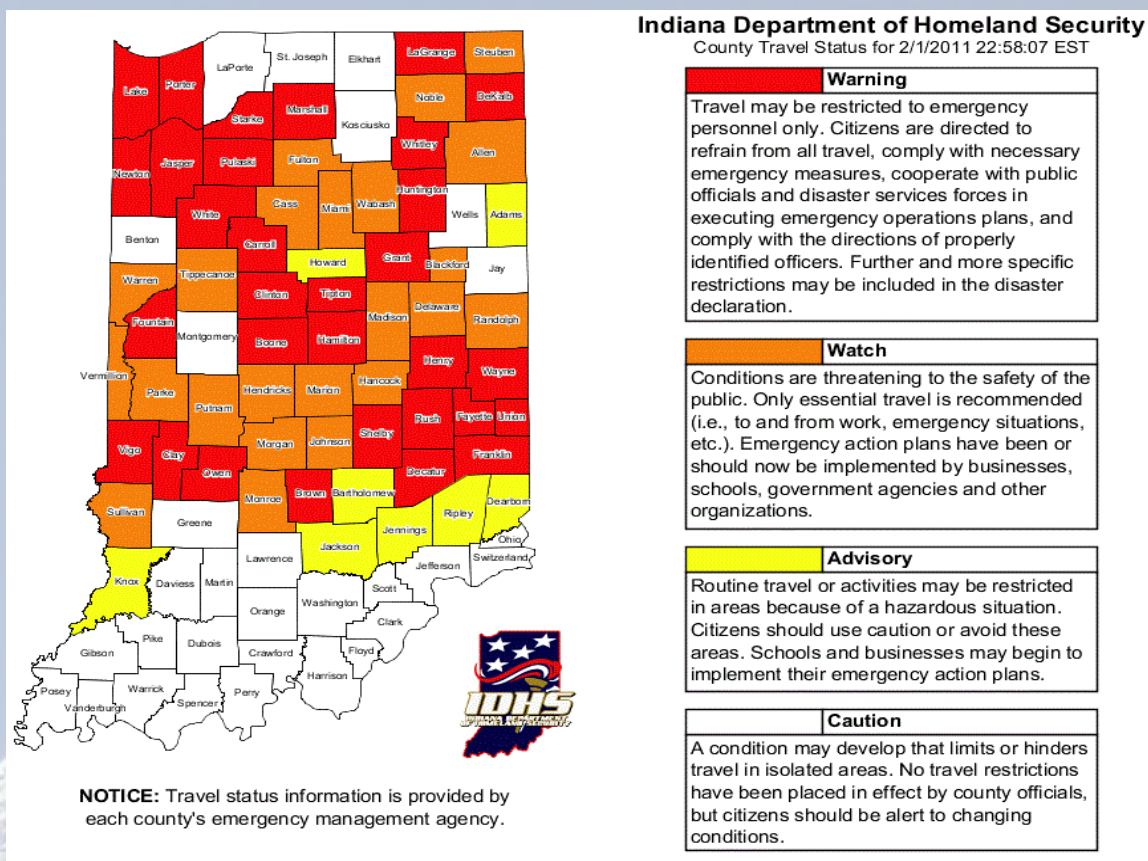 Indiana Department of Homeland Security
County Travel Status for 2/1/2011 22:58:07 EST
LaPorte
St. Joseph
Elkhart
LaGrange
Steuben
Lake
Porter
Noble
DeKalb
Starke
Marshall
Kosciusko
Newton
Jasper
Pulaski
Fulton
Whitley
Allen
White
Cass
Miami
Wabash
Huntington
Wells
Adams
Benton
Carroll
Howard
Grant
Blackford
Jay
Warren
Tippecanoe
Clinton
Tipton
Madison
Delaware
Randolph
Fountain
Montgomery
Boone
Hamilton
Henry
Wayne
Vermillion
Parke
Putnam
Hendricks
Marion
Hancock
Rush
Fayette
Union
Vigo
Clay
Owen
Morgan
Johnson
Shelby
Decatur
Franklin
Sullivan
Greene
Monroe
Brown
Bartholomew
Dearborn
Ripley
Jennings
Jackson
Ohio
Switzerland
Jefferson
Lawrence
Knox
Daviess
Martin
Scott
Orange
Washington
Clark
Gibson
Pike
Dubois
Crawford
Floyd
Harrison
Posey
Vanderburgh
Warrick
Spencer
Perry
IDHS
INDIANA DEPARTMENT
OF HOMELAND SECURITY
NOTICE: Travel status information is provided by
each county's emergency management agency.
Warning
Travel may be restricted to emergency
personnel only. Citizens are directed to
refrain from all travel, comply with necessary
emergency measures, cooperate with public
officials and disaster services forces in
executing emergency operations plans, and
comply with the directions of properly
identified officers. Further and more specific
restrictions may be included in the disaster
declaration.
Watch
Conditions are threatening to the safety of the
public. Only essential travel is recommended
(i.e., to and from work, emergency situations,
etc.). Emergency action plans have been or
should now be implemented by businesses,
schools, government agencies and other
organizations.
Advisory
Routine travel or activities may be restricted
in areas because of a hazardous situation.
Citizens should use caution or avoid these
areas. Schools and businesses may begin to
implement their emergency action plans.
Caution
A condition may develop that limits or hinders
travel in isolated areas. No travel restrictions
have been placed in effect by county officials,
but citizens should be alert to changing
conditions.